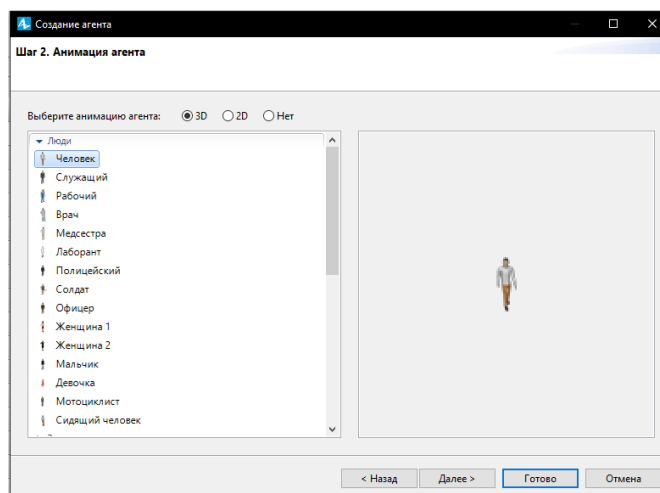 Создание агента
Шаг 2. Анимация агента
Выберите анимацию агента: 3D 2D Нет
Люди
Человек
Служащий
Рабочий
Врач
Медсестра
Лаборант
Полицейский
Солдат
Офицер
Женщина 1
Женщина 2
Мальчик
Девочка
Мотоциклист
Сидящий человек
< Назад Далее > Готово Отмена